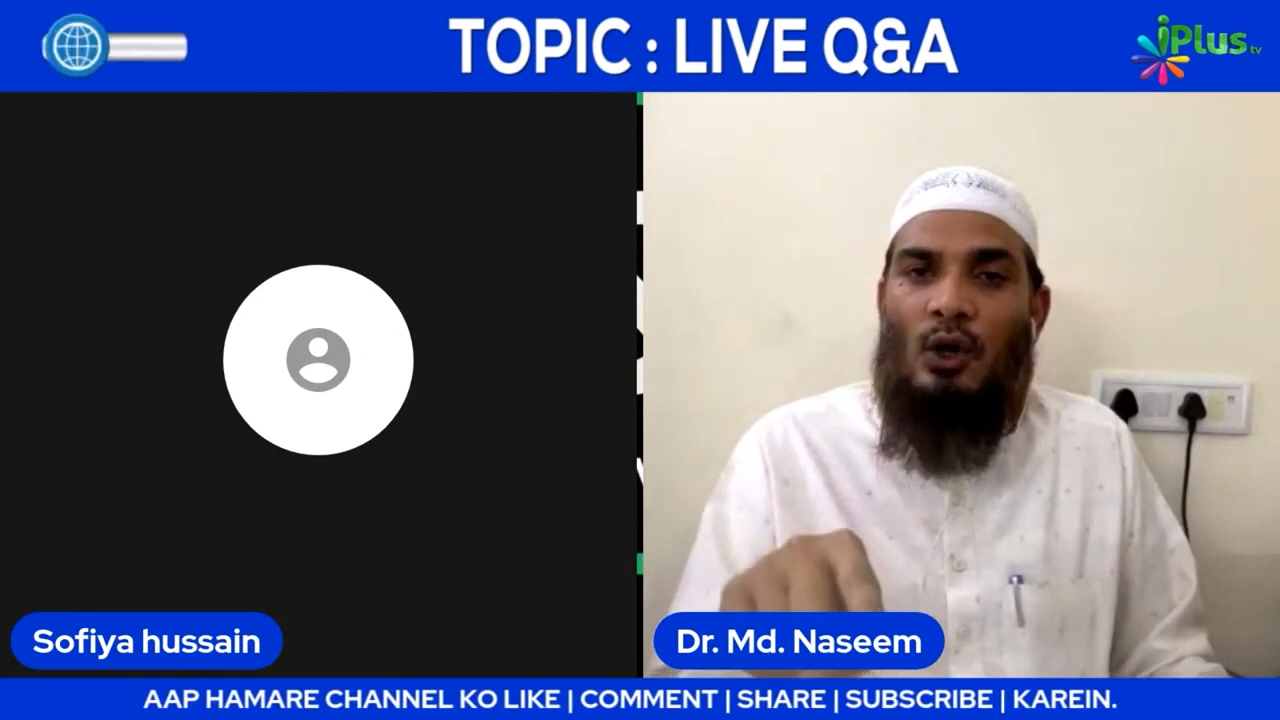 TOPIC : LIVE Q&A
iPlus tv
Sofiya hussain
Dr. Md. Naseem
AAP HAMARE CHANNEL KO LIKE | COMMENT | SHARE | SUBSCRIBE | KAREIN.